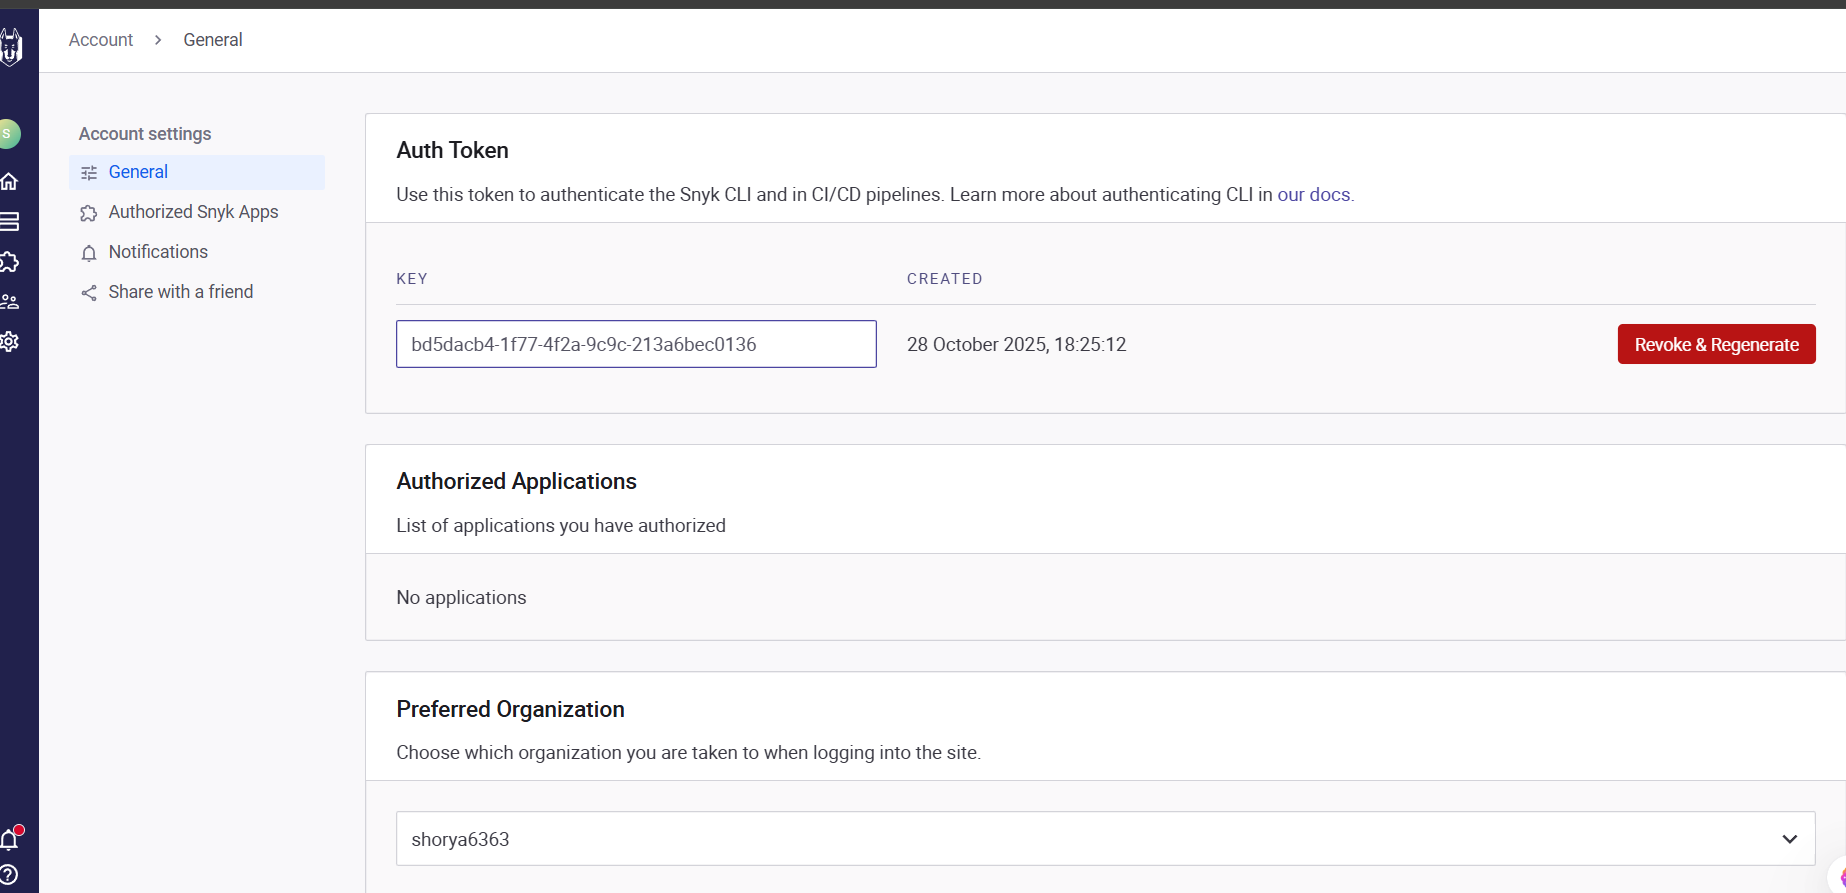 Account > General
S
Account settings
General
Authorized Snyk Apps
Notifications
Share with a friend
Auth Token
Use this token to authenticate the Snyk CLI and in CI/CD pipelines. Learn more about authenticating CLI in our docs.
KEY CREATED
bd5dacb4-1f77-4f2a-9c9c-213a6bec0136 28 October 2025, 18:25:12 Revoke & Regenerate
Authorized Applications
List of applications you have authorized
No applications
Preferred Organization
Choose which organization you are taken to when logging into the site.
shorya6363